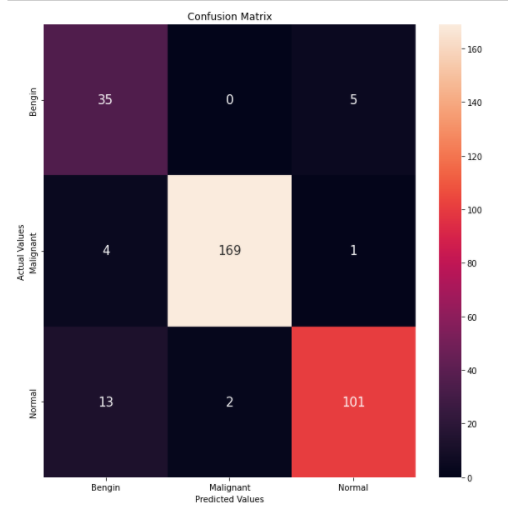 Confusion Matrix
Bengin
35
0
5
Actual Values
Malignant
4
169
1
Normal
13
2
101
Bengin
Malignant
Normal
Predicted Values
160
140
120
100
80
60
40
20
0